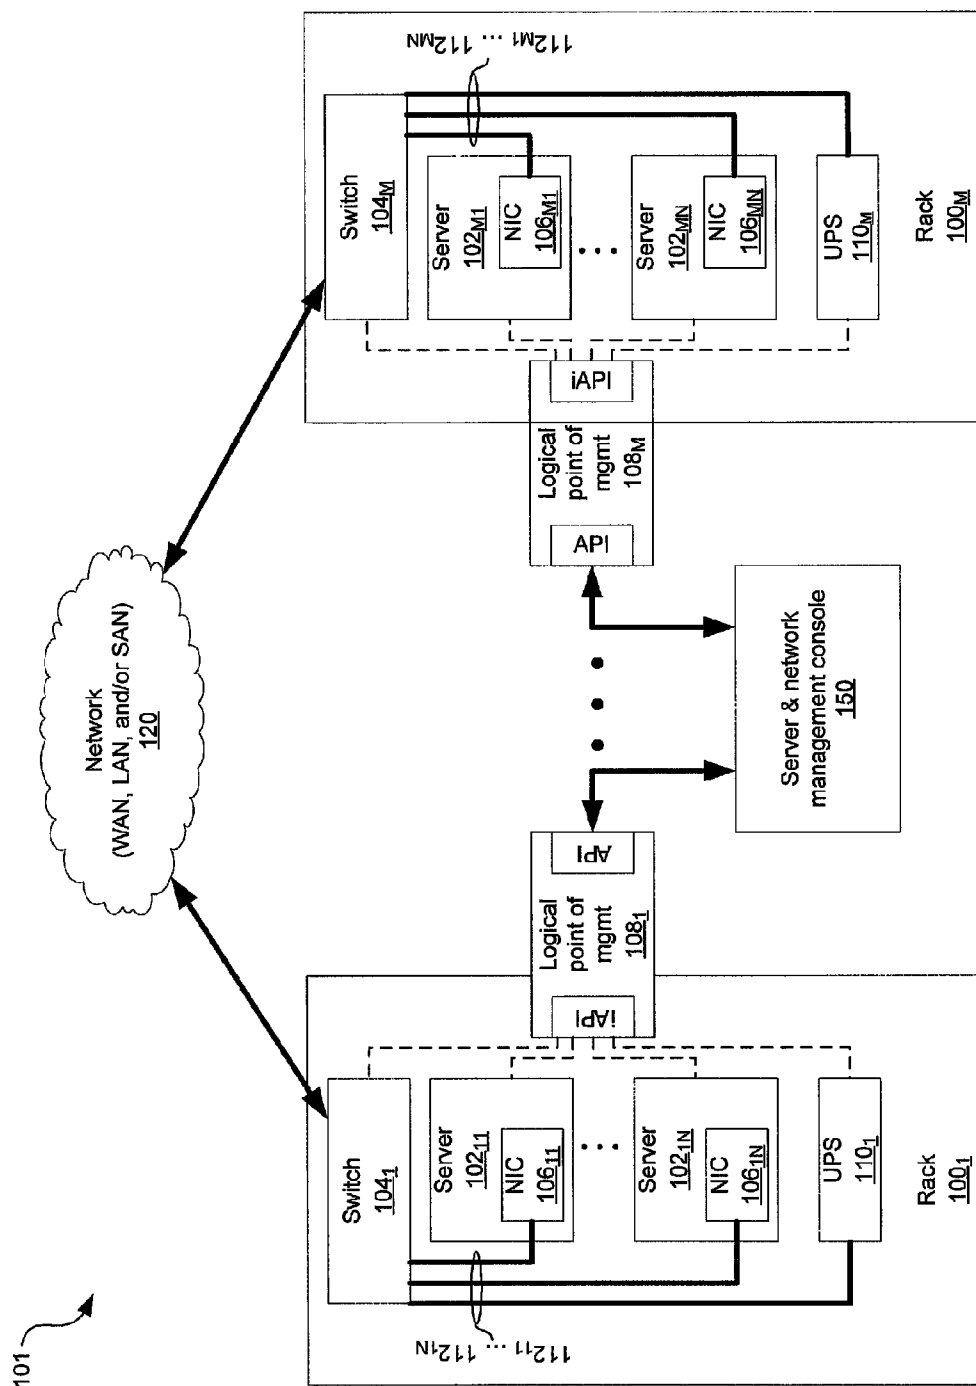 101
Network
(WAN, LAN, and/or SAN)
120
Switch
104₁
112₁₁ ... 112₁N
Server
102₁₁
NIC
106₁₁
...
Server
102₁N
NIC
106₁N
UPS
110₁
Rack
100₁
iAPI
Logical
point of
mgmt
108₁
API
• • •
Server & network
management console
150
API
Logical
point of
mgmt
108M
iAPI
Switch
104M
112M1 ... 112MN
Server
102M1
NIC
106M1
...
Server
102MN
NIC
106MN
UPS
110M
Rack
100M